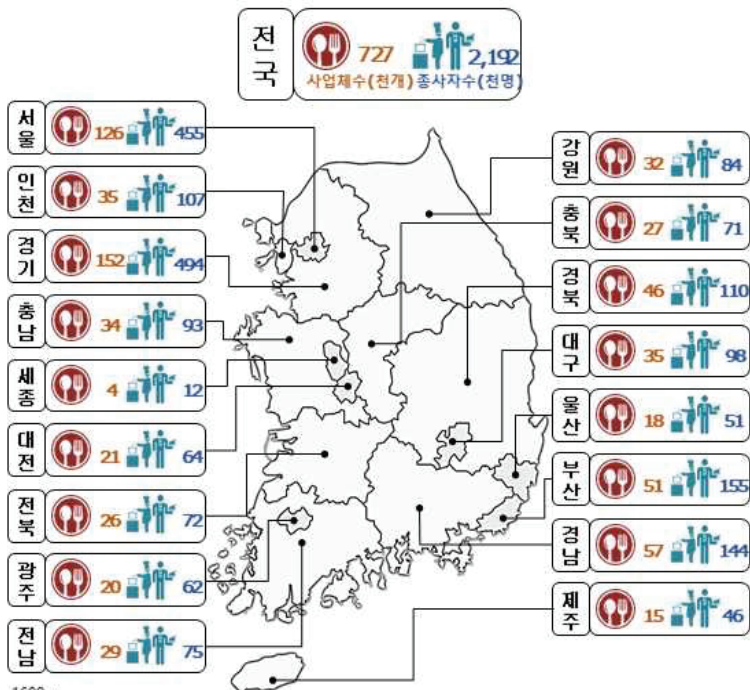 전국 727 2,192
사업체수(천개) 종사자수(천명)
서울 126 455
인천 35 107
경기 152 494
충남 34 93
세종 4 12
대전 21 64
전북 26 72
광주 20 62
전남 29 75
강원 32 84
충북 27 71
경북 46 110
대구 35 98
울산 18 51
부산 51 155
경남 57 144
제주 15 46